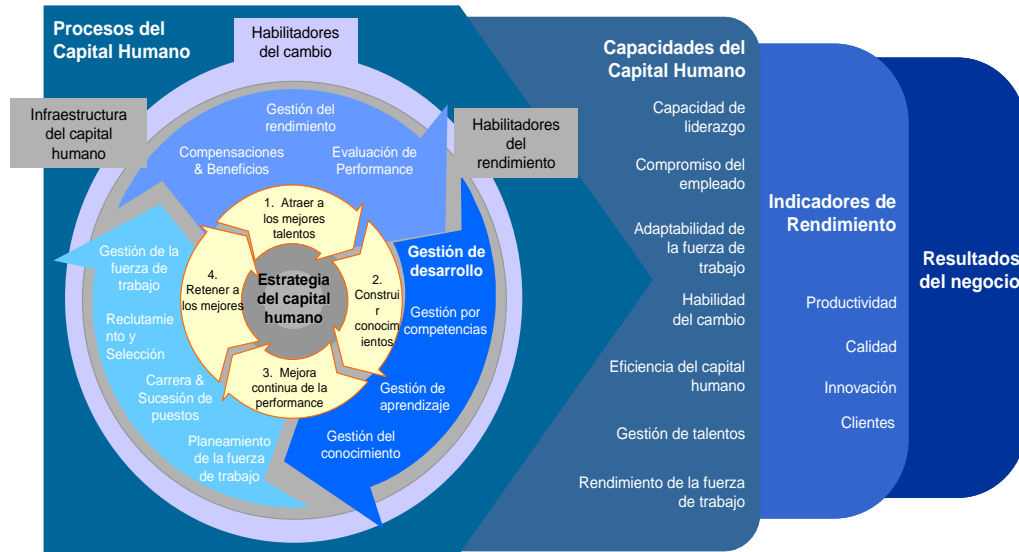 Procesos del
Capital Humano
Habilitadores
del cambio
Infraestructura
del capital
humano
Habilitadores
del
rendimiento
Gestión del
rendimiento
Compensaciones
& Beneficios
Evaluación de
Performance
1. Atraer a
los mejores
talentos
2.
Construi
r
conocim
ientos
3. Mejora
continua de la
performance
4.
Retener a
los mejores
Estrategia
del capital
humano
Gestión de
desarrollo
Gestión por
competencias
Gestión de
aprendizaje
Gestión del
conocimiento
Gestión de la
fuerza de
trabajo
Reclutamie
nto y
Selección
Carrera &
Sucesión de
puestos
Planeamiento
de la fuerza
de trabajo
Capacidades del
Capital Humano
Capacidad de
liderazgo
Compromiso del
empleado
Adaptabilidad de
la fuerza de
trabajo
Habilidad
del cambio
Eficiencia del capital
humano
Gestión de talentos
Rendimiento de la fuerza
de trabajo
Indicadores de
Rendimiento
Productividad
Calidad
Innovación
Clientes
Resultados
del negocio